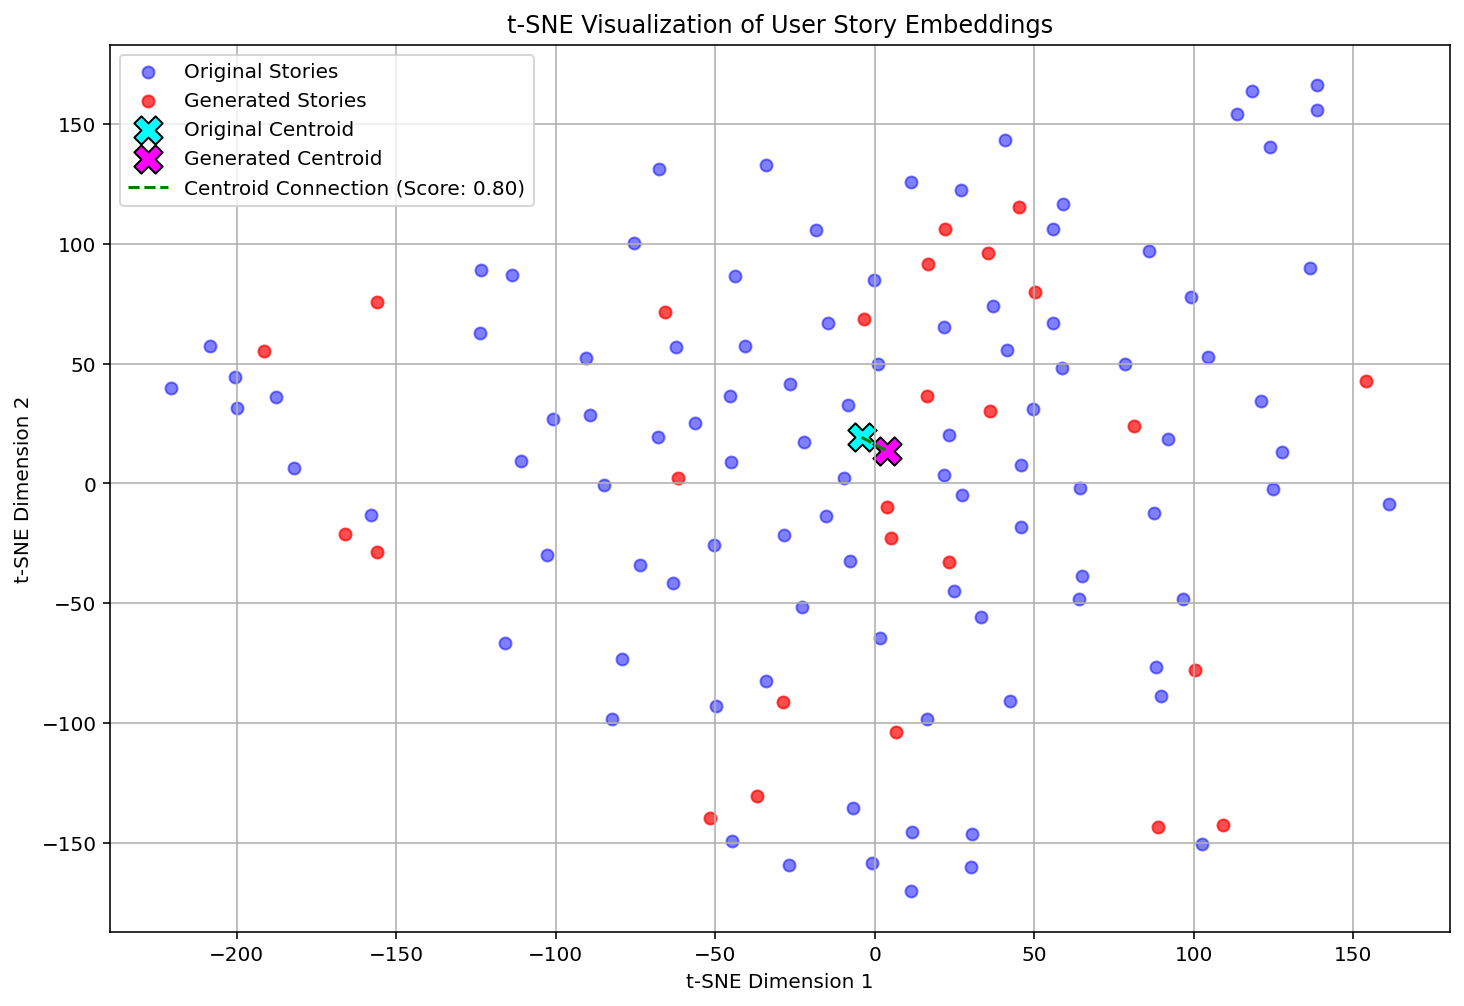 t-SNE Visualization of User Story Embeddings
Original Stories
Generated Stories
Original Centroid
Generated Centroid
Centroid Connection (Score: 0.80)
t-SNE Dimension 2
150
100
50
0
−50
−100
−150
−200
−150
−100
−50
0
50
100
150
t-SNE Dimension 1